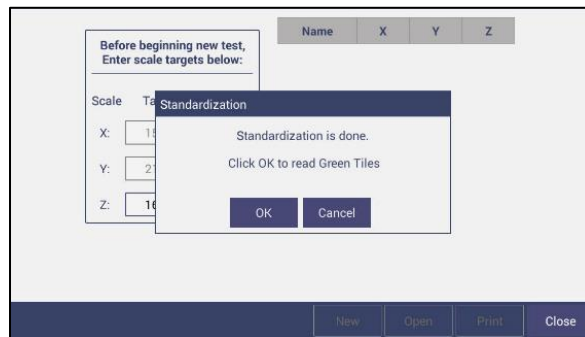 Name X Y Z
Before beginning new test,
Enter scale targets below:
Scale
Standardization
X:
Standardization is done.
Y:
Click OK to read Green Tiles
Z:
OK Cancel
New Open Print Close